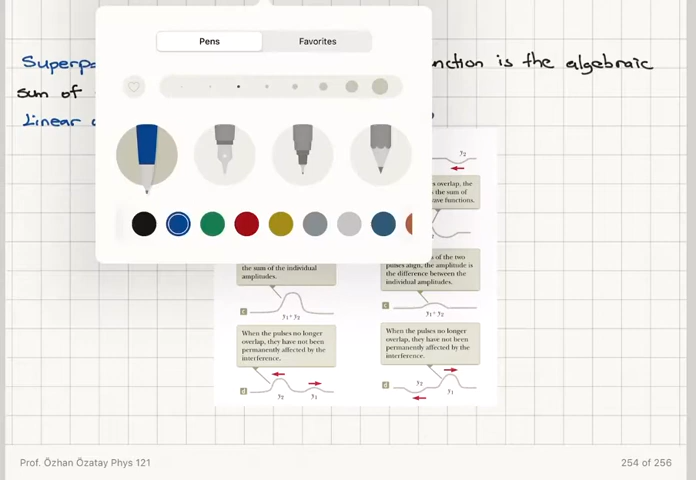 Pens
Favorites
Superp
nction is the algebraic
sum of
Linear
y2
s overlap, the
the sum of
ave functions.
the sum of the individual
amplitudes.
of the two
pulses align, the amplitude is
the difference between the
individual amplitudes.
c
y1+y2
c
y1+y2
When the pulses no longer
overlap, they have not been
permanently affected by the
interference.
When the pulses no longer
overlap, they have not been
permanently affected by the
interference.
d
y2
y1
d
y2
y1
Prof. Özhan Özatay Phys 121
254 of 256